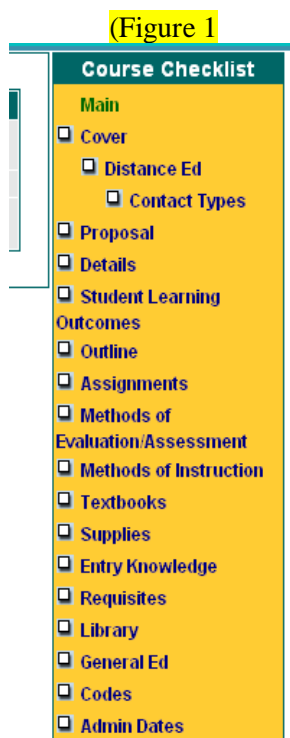 (Figure 1
Course Checklist
Main
Cover
Distance Ed
Contact Types
Proposal
Details
Student Learning
Outcomes
Outline
Assignments
Methods of
Evaluation/Assessment
Methods of Instruction
Textbooks
Supplies
Entry Knowledge
Requisites
Library
General Ed
Codes
Admin Dates